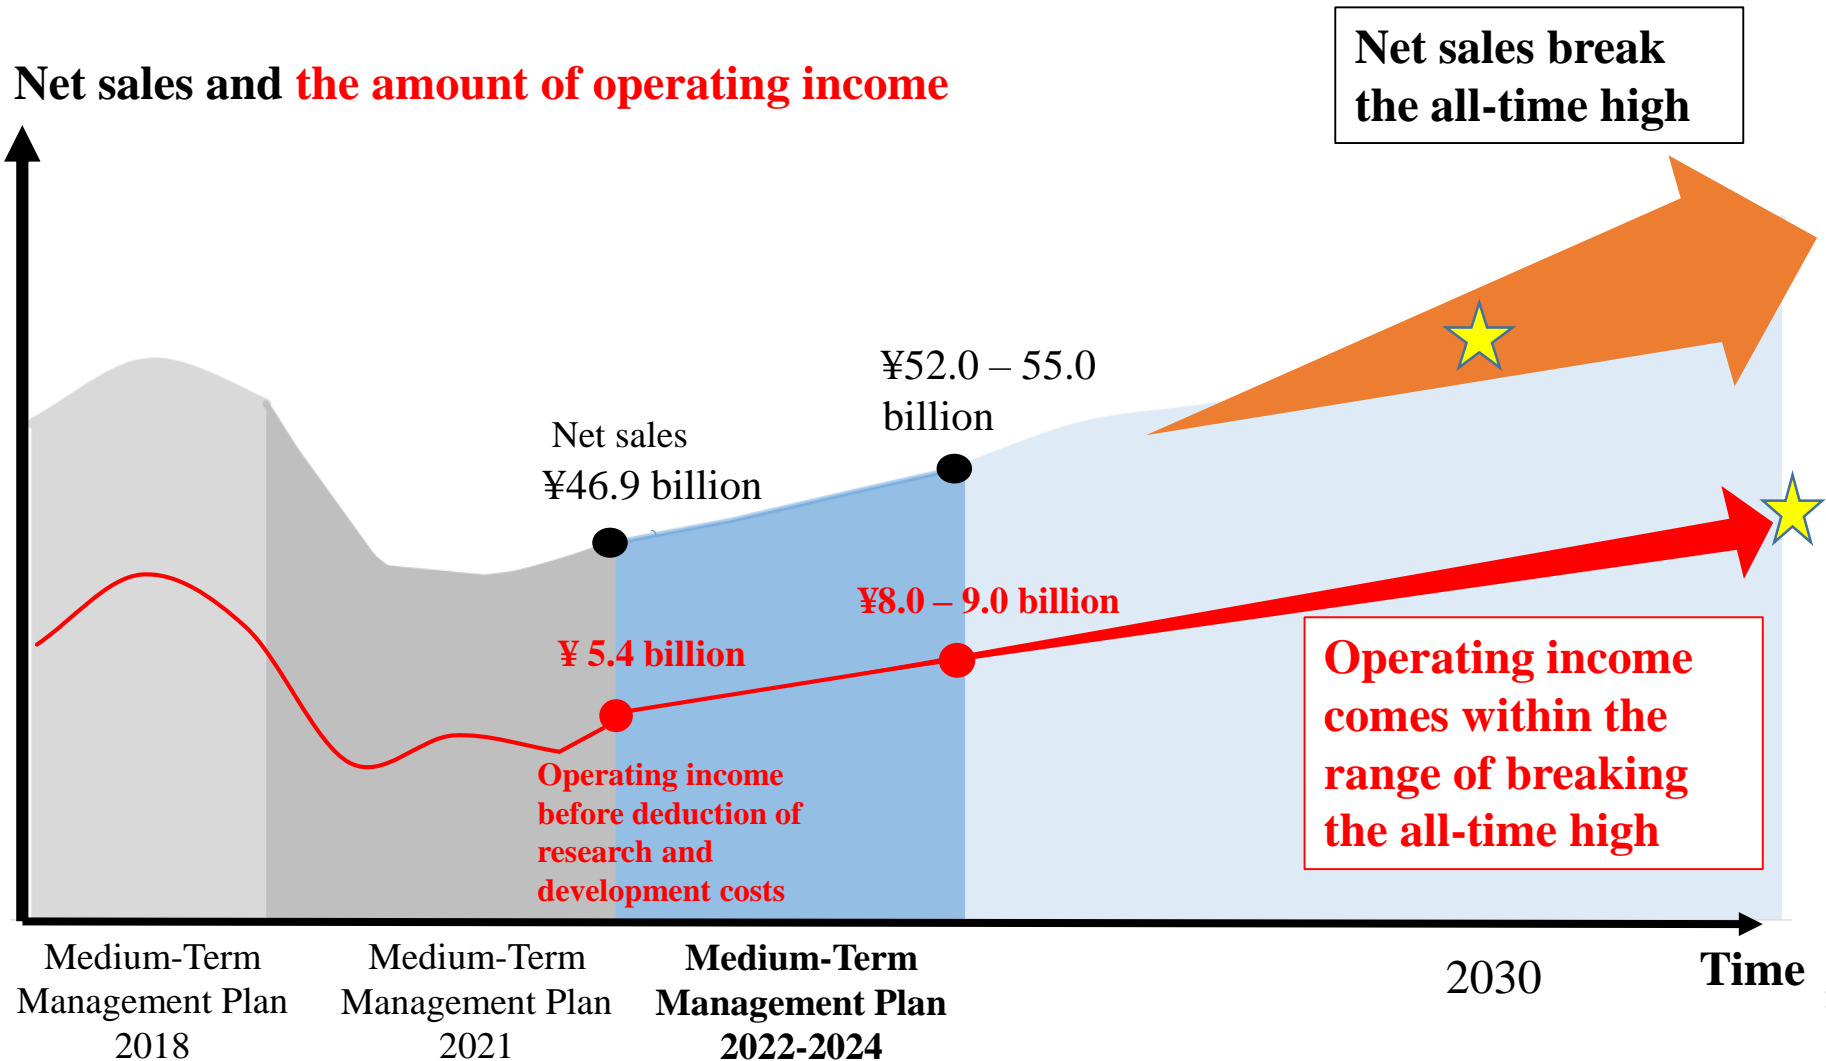 Net sales break
the all-time high
Net sales and the amount of operating income
¥52.0 – 55.0
billion
Net sales
¥46.9 billion
¥8.0 – 9.0 billion
¥ 5.4 billion
Operating income
comes within the
range of breaking
the all-time high
Operating income
before deduction of
research and
development costs
Medium-Term
Management Plan
2018
Medium-Term
Management Plan
2021
Medium-Term
Management Plan
2022-2024
2030
Time